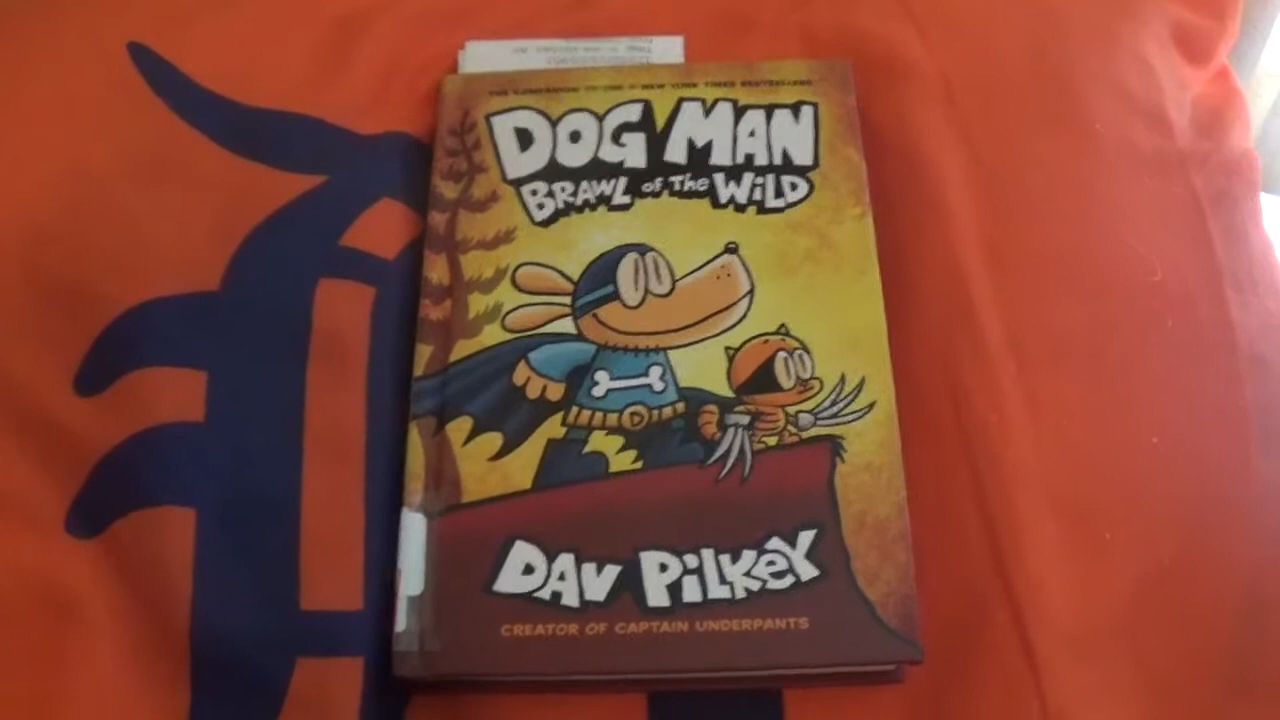 DOG MAN
BRAWL OF THE WILD
D
DAV PILKEY
CREATOR OF CAPTAIN UNDERPANTS